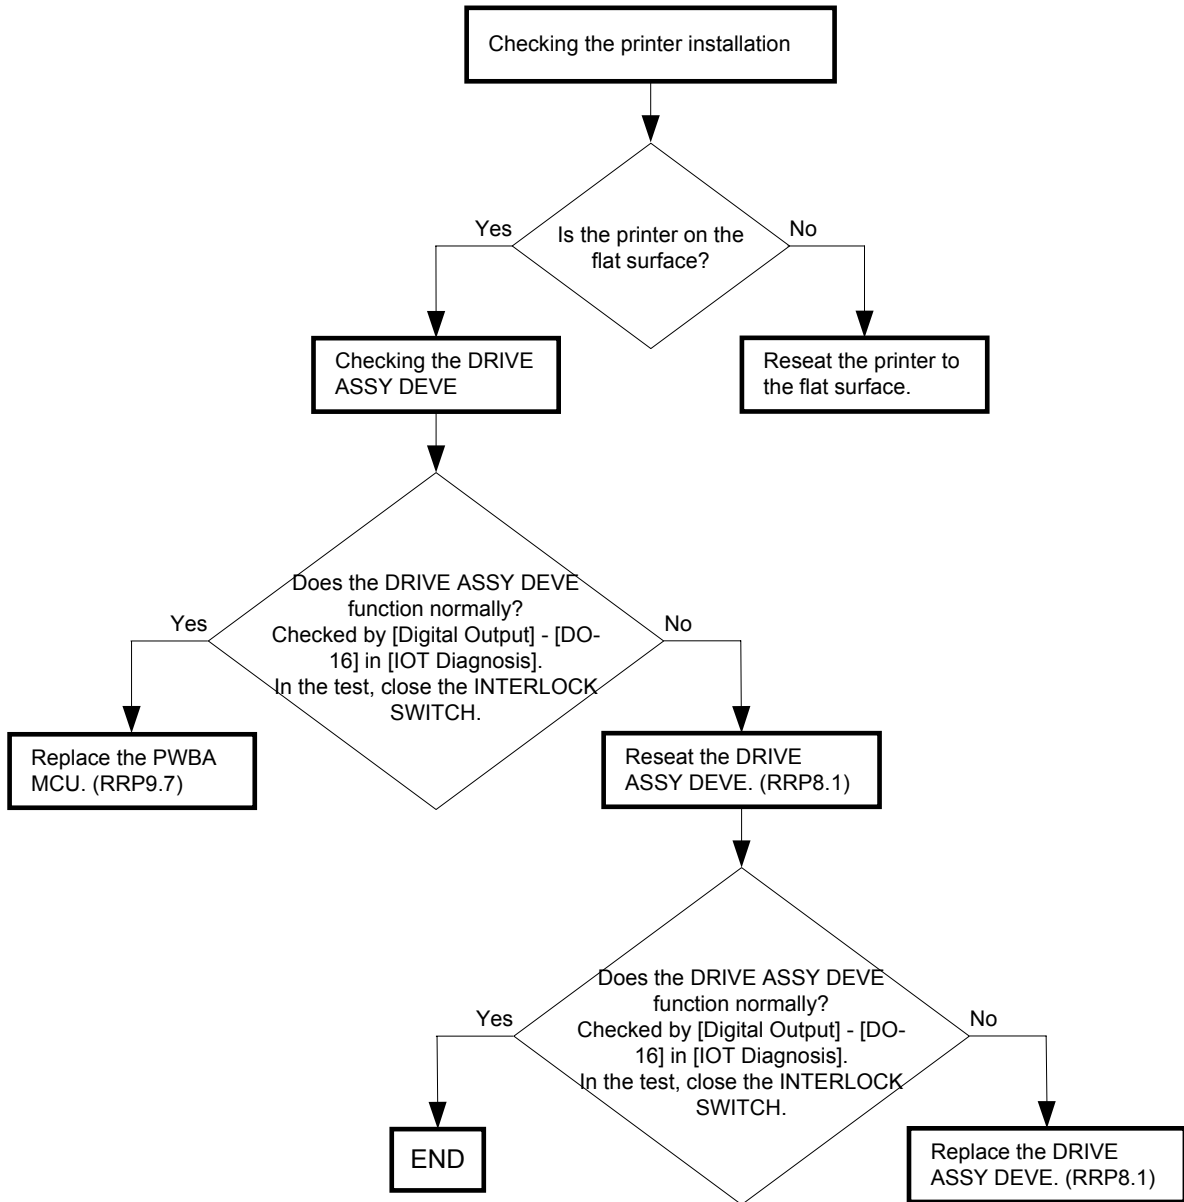 Checking the printer installation
Yes
No
Is the printer on the
flat surface?
Checking the DRIVE
ASSY DEVE
Reseat the printer to
the flat surface.
Does the DRIVE ASSY DEVE
function normally?
Checked by [Digital Output] - [DO-
16] in [IOT Diagnosis].
In the test, close the INTERLOCK
SWITCH.
Yes
No
Replace the PWBA
MCU. (RRP9.7)
Reseat the DRIVE
ASSY DEVE. (RRP8.1)
Does the DRIVE ASSY DEVE
function normally?
Checked by [Digital Output] - [DO-
16] in [IOT Diagnosis].
In the test, close the INTERLOCK
SWITCH.
Yes
No
END
Replace the DRIVE
ASSY DEVE. (RRP8.1)